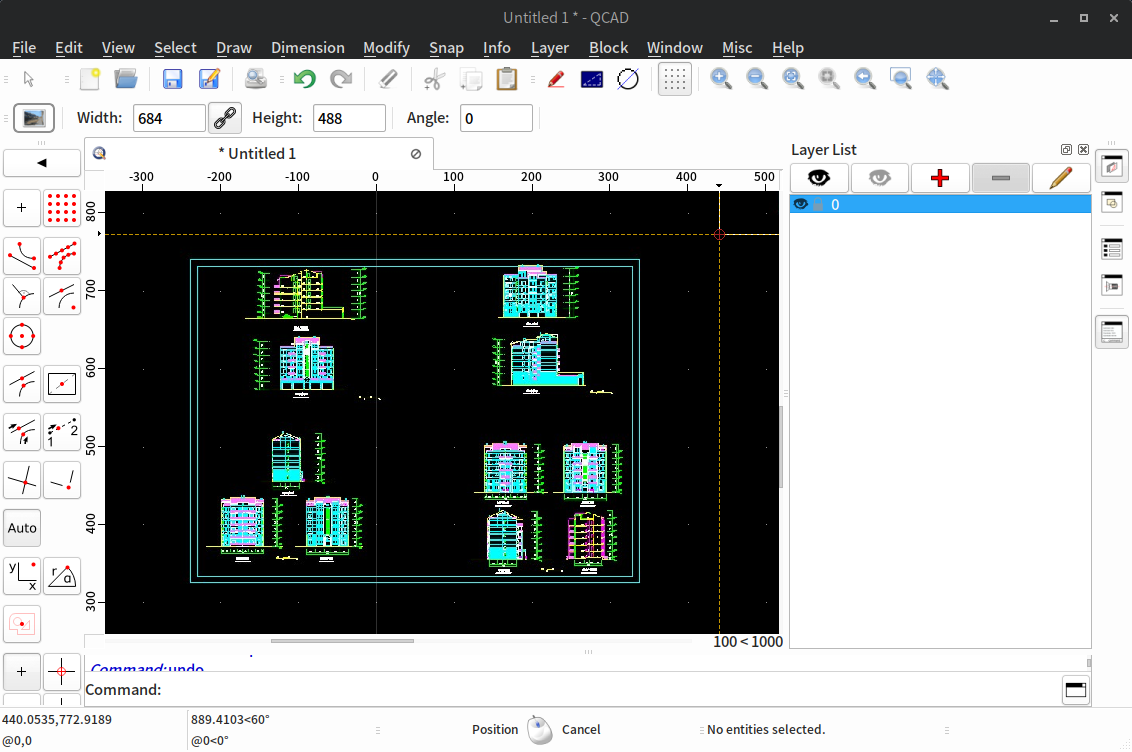 Untitled 1 * - QCAD
File Edit View Select Draw Dimension Modify Snap Info Layer Block Window Misc Help
Width: 684 Height: 488 Angle: 0
* Untitled 1
Layer List
-300 -200 -100 0 100 200 300 400 500
0
800
700
600
500
400
300
1 2
Auto
y x
r a
100 < 1000
Command: undo
Command:
440.0535,772.9189
@0,0
889.4103<60°
@0<0°
Position Cancel
No entities selected.